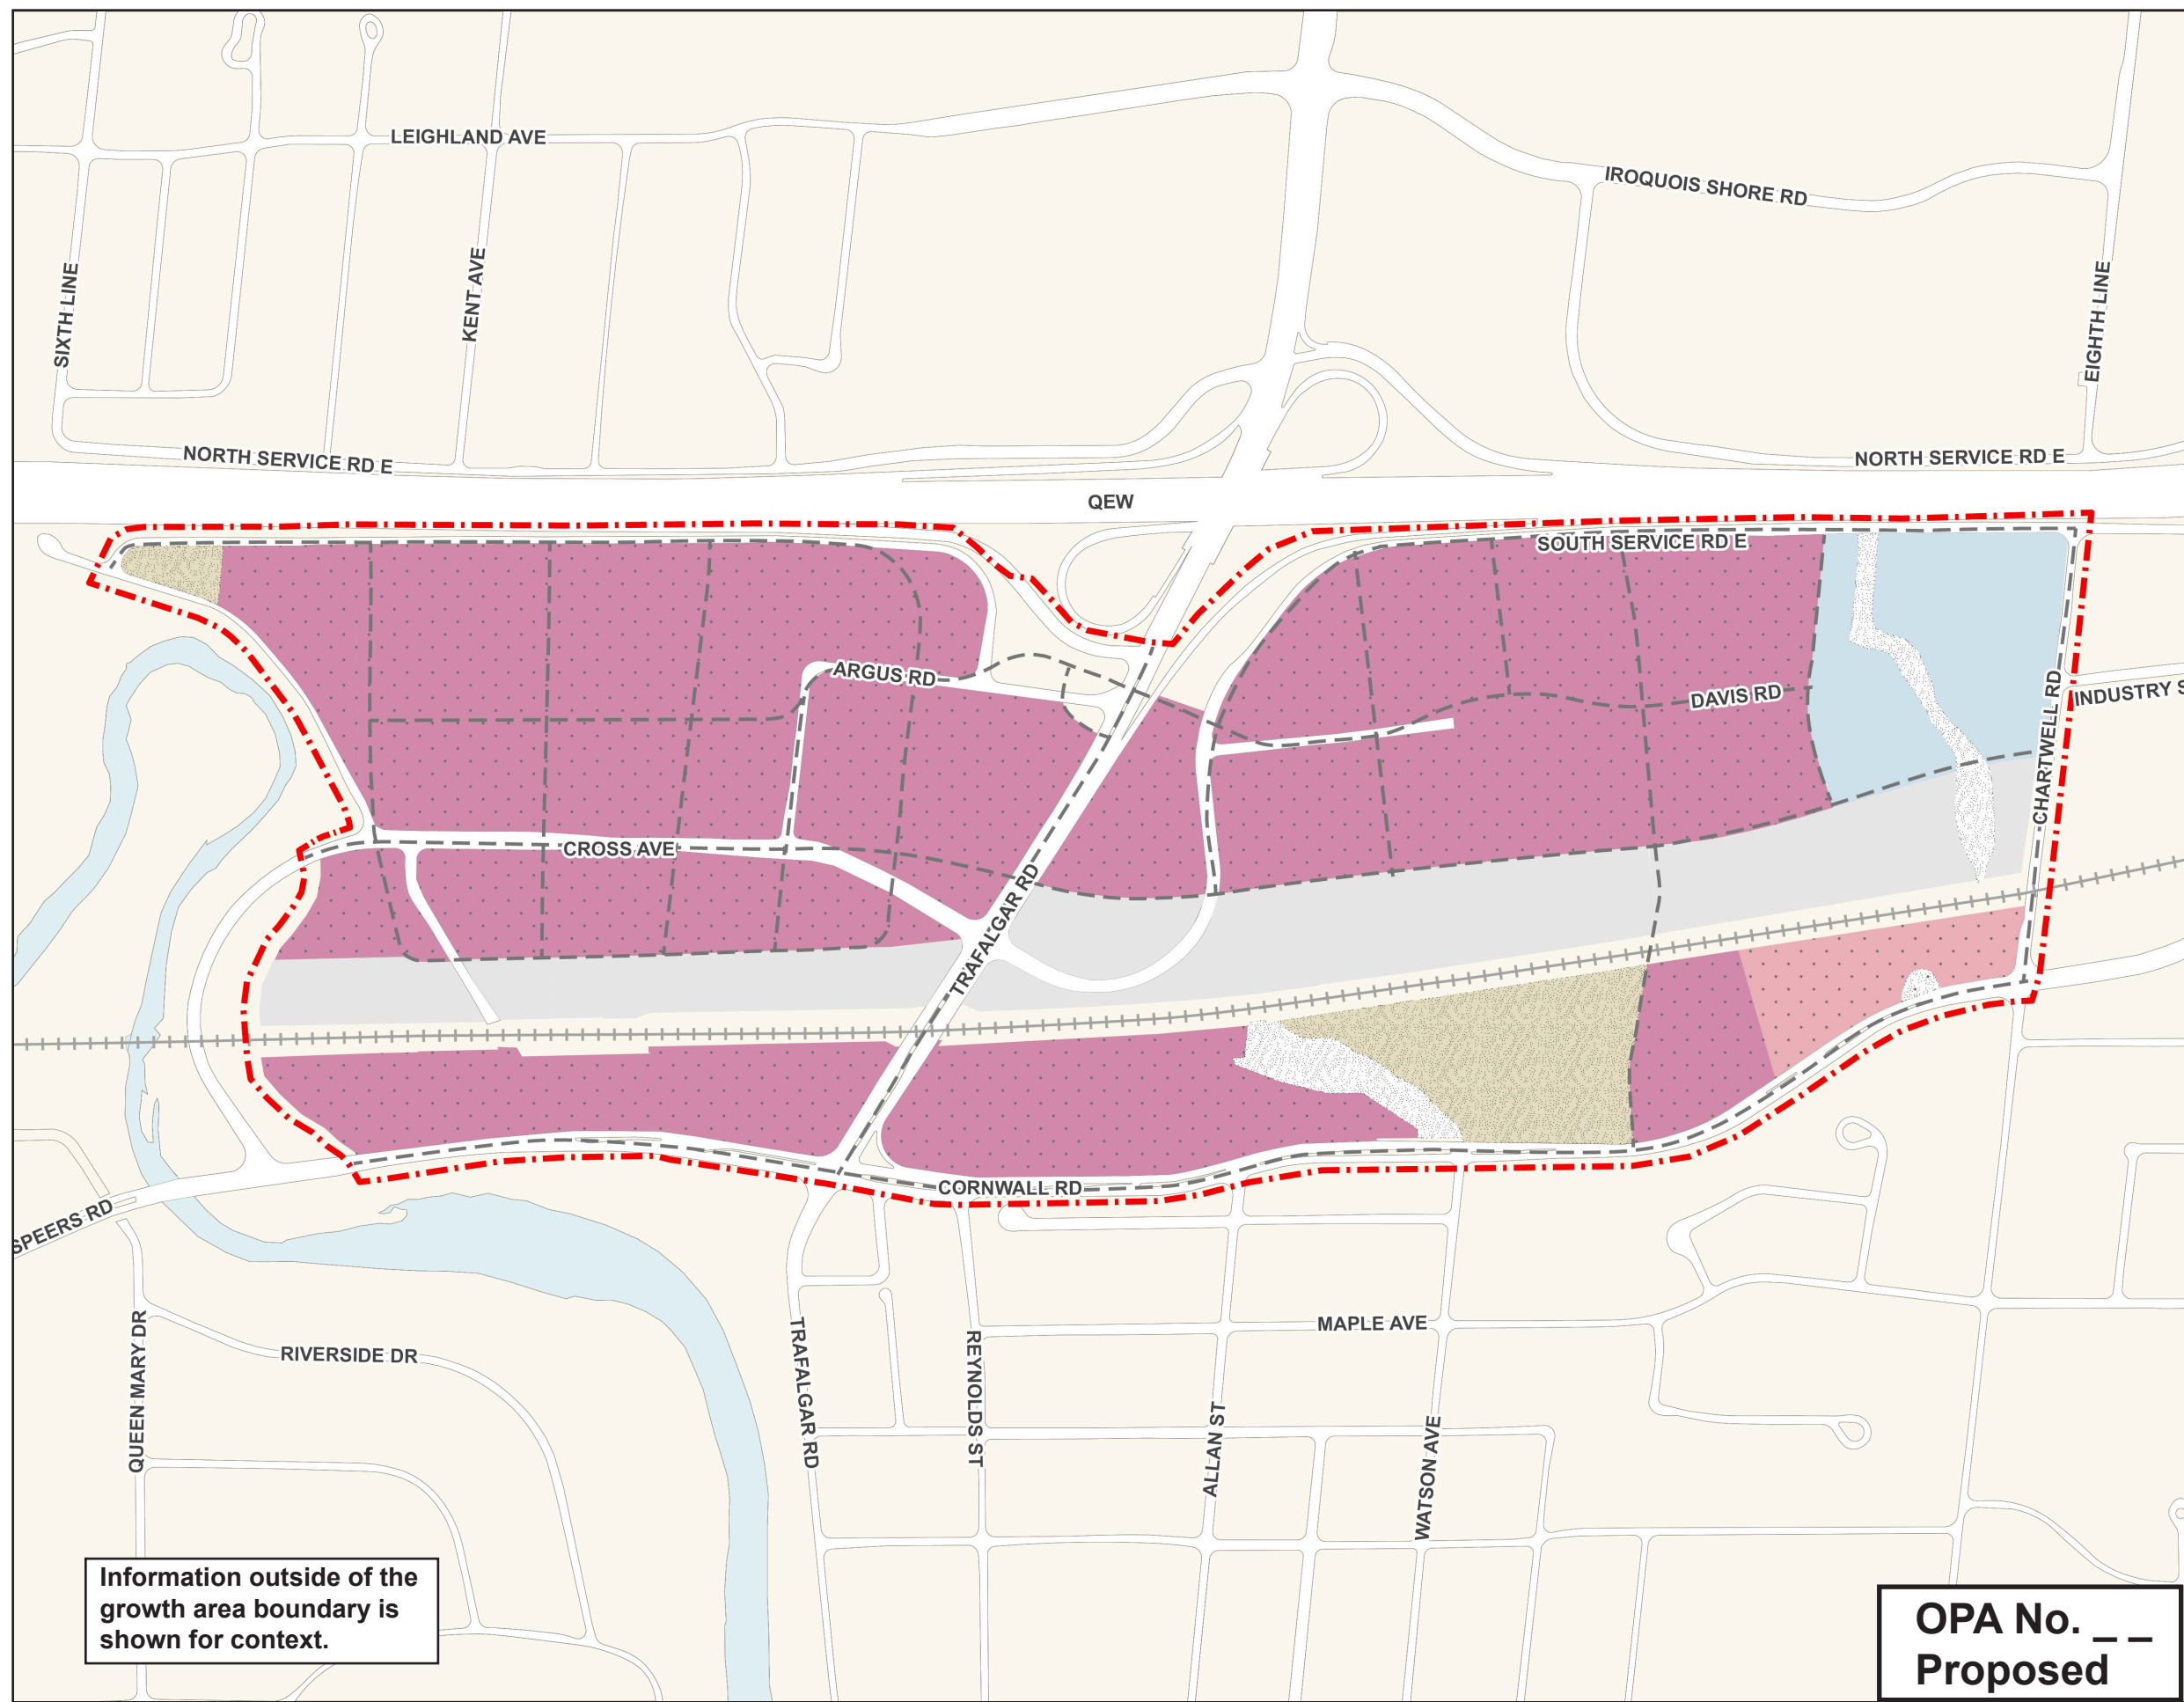 LEIGHLAND AVE
IROQUOIS SHORE RD
SIXTH LINE
KENT AVE
EIGHTH LINE
NORTH SERVICE RD E
NORTH SERVICE RD E
QEW
SOUTH SERVICE RD E
ARGUS RD
DAVIS RD
CHARTWELL RD
INDUSTRY S
CROSS AVE
TRAFALGAR RD
CORNWALL RD
SPEERS RD
QUEEN MARY DR
RIVERSIDE DR
TRAFALGAR RD
REYNOLDS ST
MAPLE AVE
ALLAN ST
WATSON AVE
Information outside of the
growth area boundary is
shown for context.
OPA No. _ _
Proposed